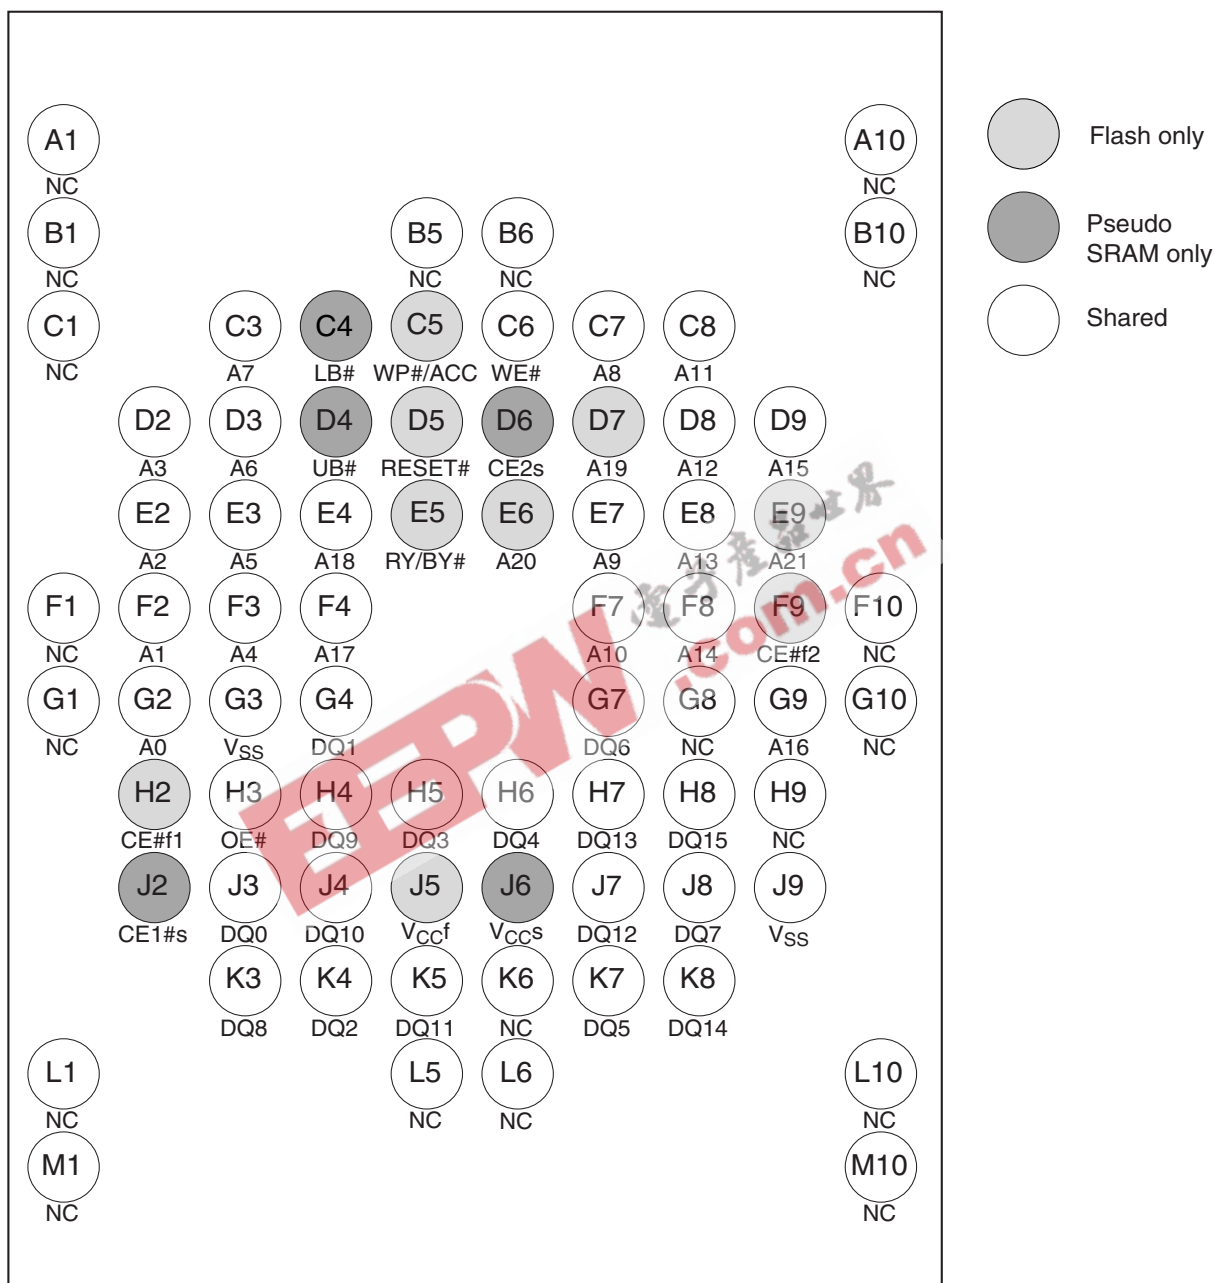 A1 A10
NC NC
B1 B5 B6 B10
NC NC NC NC
C1 C3 C4 C5 C6 C7 C8
NC A7 LB# WP#/ACC WE# A8 A11
D2 D3 D4 D5 D6 D7 D8 D9
A3 A6 UB# RESET# CE2s A19 A12 A15
E2 E3 E4 E5 E6 E7 E8 E9
A2 A5 A18 RY/BY# A20 A9 A13 A21
F1 F2 F3 F4 F7 F8 F9 F10
NC A1 A4 A17 A10 A14 CE#f2 NC
G1 G2 G3 G4 G7 G8 G9 G10
NC A0 VSS DQ1 DQ6 NC A16 NC
H2 H3 H4 H5 H6 H7 H8 H9
CE#f1 OE# DQ9 DQ3 DQ4 DQ13 DQ15 NC
J2 J3 J4 J5 J6 J7 J8 J9
CE1#s DQ0 DQ10 VCCf VCCs DQ12 DQ7 VSS
K3 K4 K5 K6 K7 K8
DQ8 DQ2 DQ11 NC DQ5 DQ14
L1 L5 L6 L10
NC NC NC NC
M1 M10
NC NC
Flash only
Pseudo
SRAM only
Shared
EEPW
.com.cn
電子產品世界